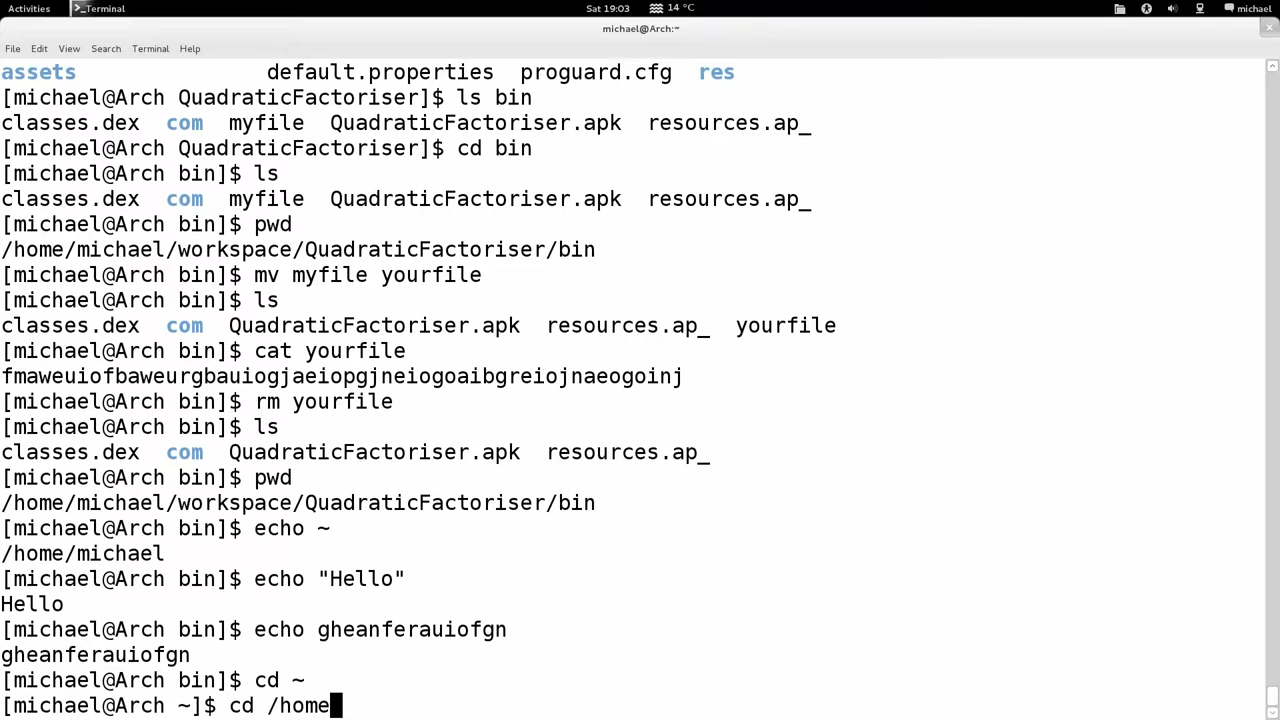 Activities >_Terminal Sat 19:03 14 °C michael
michael@Arch:~
File Edit View Search Terminal Help
assets default.properties proguard.cfg res
[michael@Arch QuadraticFactoriser]$ ls bin
classes.dex com myfile QuadraticFactoriser.apk resources.ap_
[michael@Arch QuadraticFactoriser]$ cd bin
[michael@Arch bin]$ ls
classes.dex com myfile QuadraticFactoriser.apk resources.ap_
[michael@Arch bin]$ pwd
/home/michael/workspace/QuadraticFactoriser/bin
[michael@Arch bin]$ mv myfile yourfile
[michael@Arch bin]$ ls
classes.dex com QuadraticFactoriser.apk resources.ap_ yourfile
[michael@Arch bin]$ cat yourfile
fmaweuiofbaweurgbauiogjaeiopgjneiogoaibgreiojnaeogoinj
[michael@Arch bin]$ rm yourfile
[michael@Arch bin]$ ls
classes.dex com QuadraticFactoriser.apk resources.ap_
[michael@Arch bin]$ pwd
/home/michael/workspace/QuadraticFactoriser/bin
[michael@Arch bin]$ echo ~
/home/michael
[michael@Arch bin]$ echo "Hello"
Hello
[michael@Arch bin]$ echo gheanferauiofgn
gheanferauiofgn
[michael@Arch bin]$ cd ~
[michael@Arch ~]$ cd /home